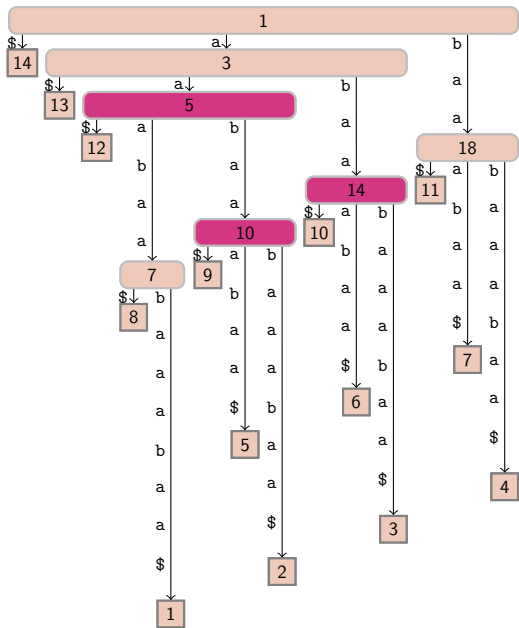 1
$ a b
14 3
a
$ a b
13 5
a a
$ a b
12 18
b a a $ a b
14 11
a a b a
10 10
$ a b
a
$ a b b a a a
7 9
$ b b a a a a $ b
8
a a a a a
7
a a a $ b a
6
a $ b a a
5
b a a $
4
a a $
3
a $
2
$
1